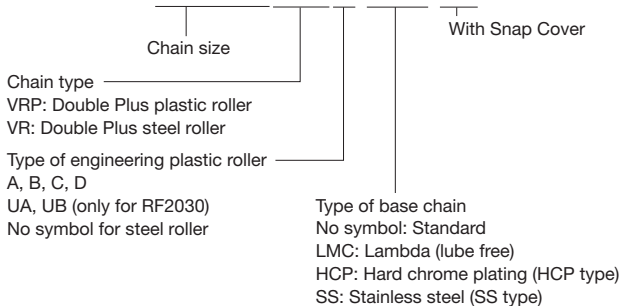 With Snap Cover
Chain size
Chain type
VRP: Double Plus plastic roller
VR: Double Plus steel roller
Type of engineering plastic roller
A, B, C, D
UA, UB (only for RF2030)
No symbol for steel roller
Type of base chain
No symbol: Standard
LMC: Lambda (lube free)
HCP: Hard chrome plating (HCP type)
SS: Stainless steel (SS type)